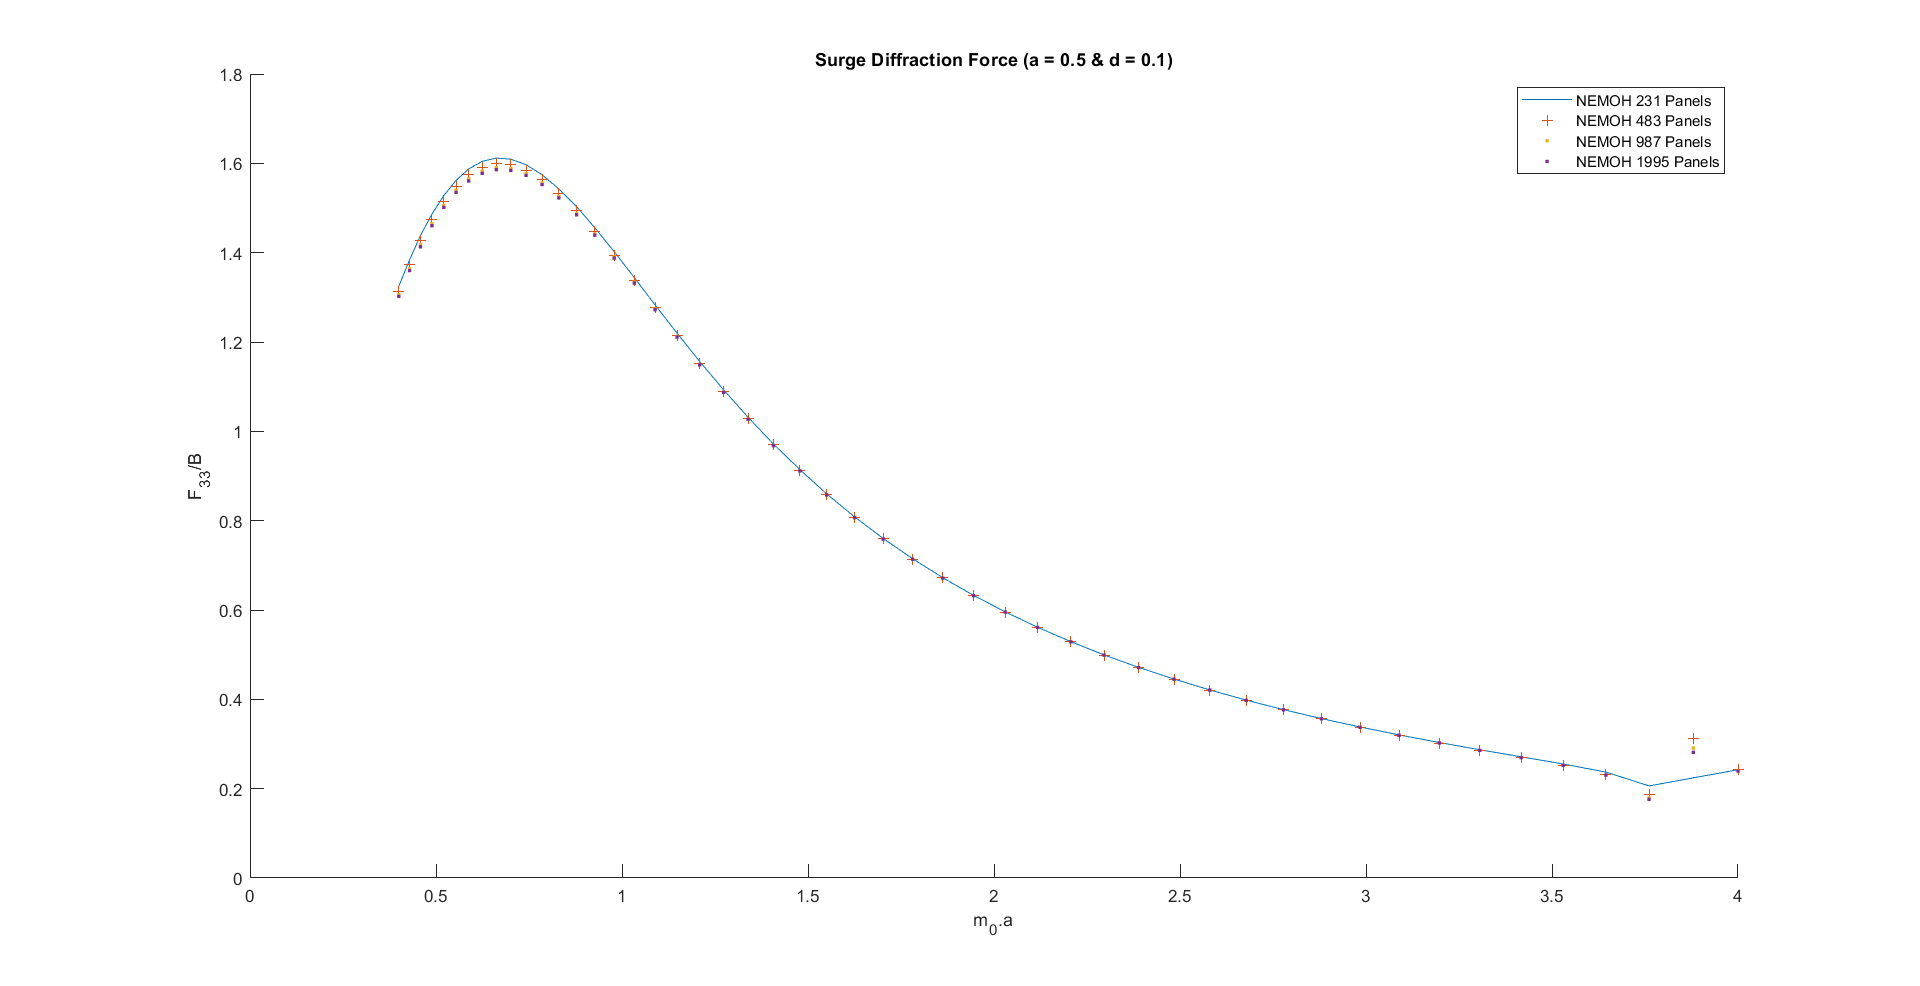 Surge Diffraction Force (a = 0.5 & d = 0.1)
1.8
1.6
1.4
1.2
1
0.8
0.6
0.4
0.2
0
F33/B
NEMOH 231 Panels
NEMOH 483 Panels
NEMOH 987 Panels
NEMOH 1995 Panels
0 0.5 1 1.5 2 2.5 3 3.5 4
m0.a